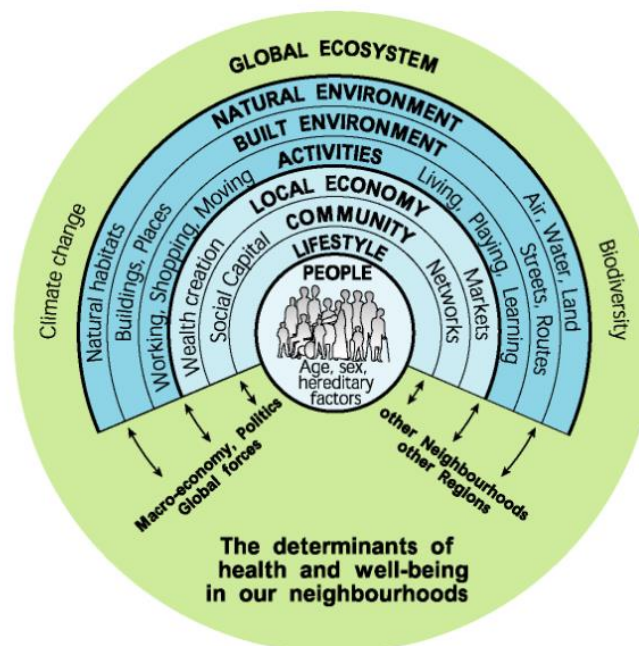 GLOBAL ECOSYSTEM
NATURAL ENVIRONMENT
BUILT ENVIRONMENT
ACTIVITIES
LOCAL ECONOMY
COMMUNITY
LIFESTYLE
PEOPLE
Age, sex,
hereditary
factors
Climate change
Natural habitats
Buildings, Places
Working, Shopping, Moving
Wealth creation
Social Capital
Networks
Markets
Living, Playing, Learning
Streets, Routes
Air, Water, Land
Biodiversity
Macro-economy, Politics
Global forces
other Neighbourhoods
other Regions
The determinants of
health and well-being
in our neighbourhoods